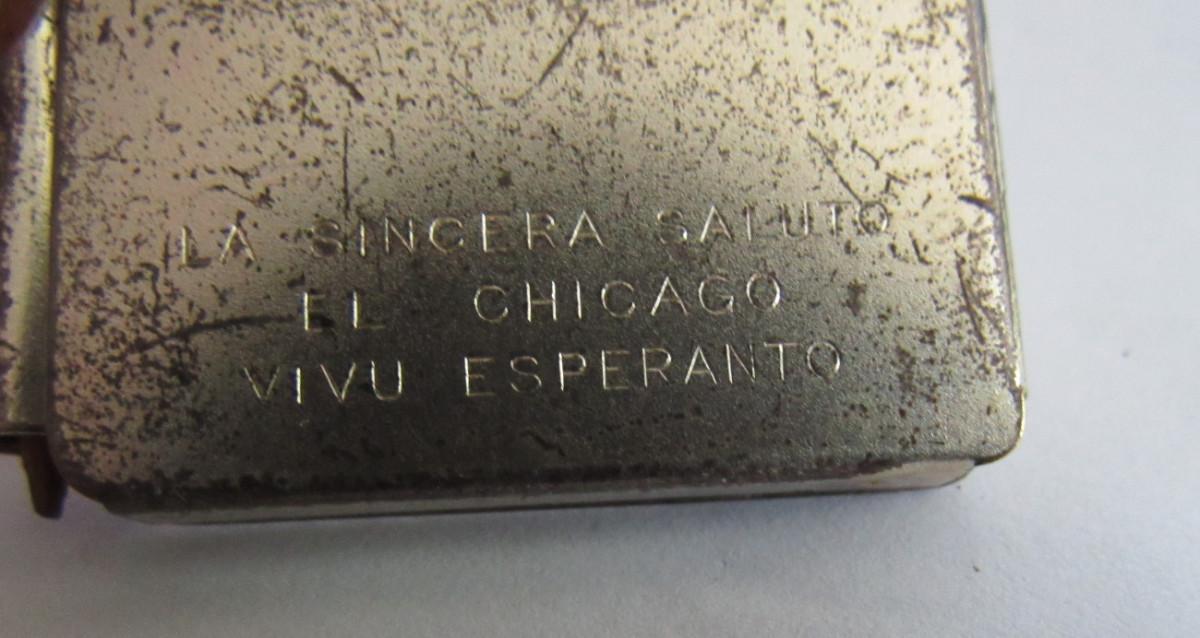 LA SINCERA SALUTO
EL CHICAGO
VIVU ESPERANTO